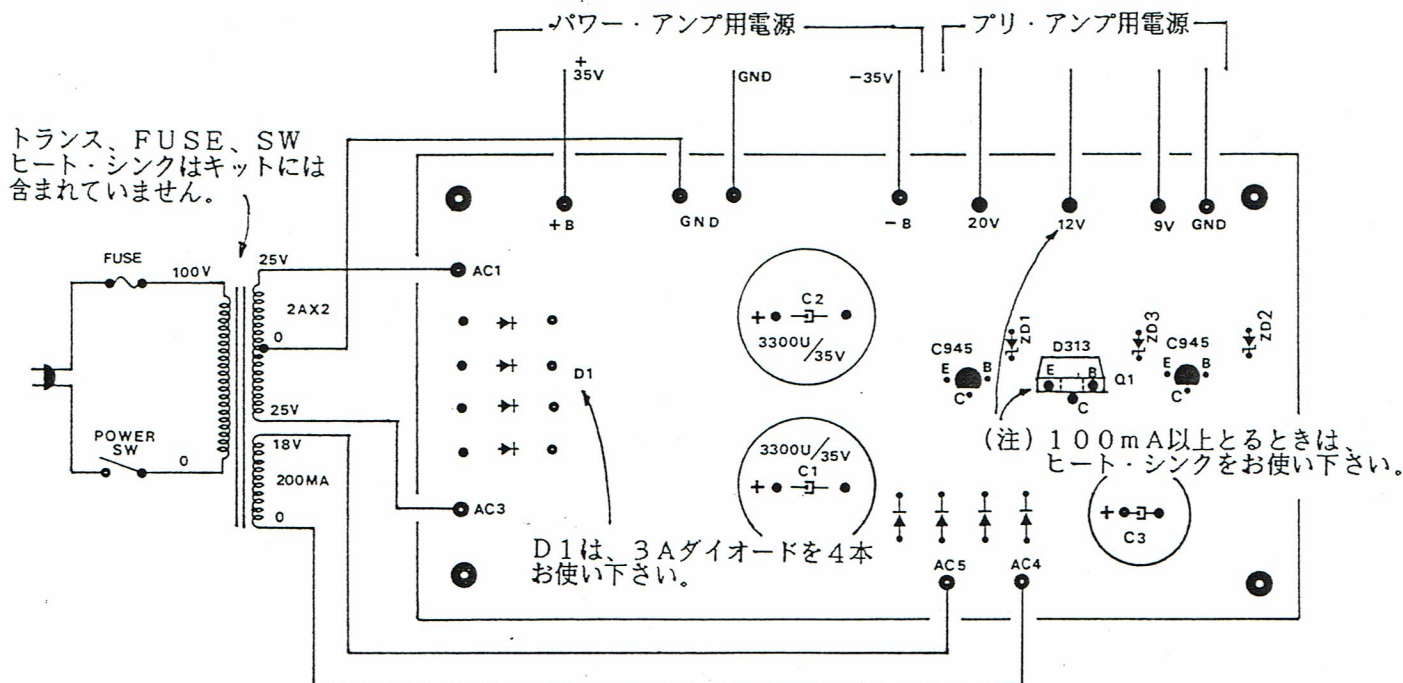 パワー・アンプ用電源
プリ・アンプ用電源
+
35V
GND
−35V
トランス、FUSE、SW
ヒート・シンクはキットには
含まれていません。
+B
GND
−B
20V
12V
9V
GND
FUSE
100V
25V
AC1
2AX2
0
C2
+
3300U/35V
D1
ZD1
ZD3
ZD2
C945
E
B
C
D313
E
B
C
Q1
C945
E
B
C
25V
POWER
SW
0
18V
200MA
0
AC3
3300U/35V
C1
+
(注)100mA以上とるときは、
ヒート・シンクをお使い下さい。
+
C3
D1は、3Aダイオードを4本
お使い下さい。
AC5
AC4